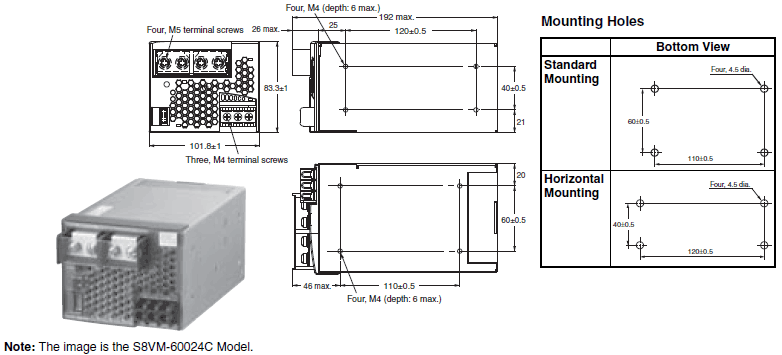 Four, M4 (depth: 6 max.)
192 max.
Four, M5 terminal screws
26 max.
25
120±0.5
83.3±1
40±0.5
21
101.8±1
Three, M4 terminal screws
20
60±0.5
46 max.
110±0.5
Four, M4 (depth: 6 max.)
Note: The image is the S8VM-60024C Model.
Mounting Holes
Bottom View
Standard
Mounting
Four, 4.5 dia.
60±0.5
110±0.5
Horizontal
Mounting
Four, 4.5 dia.
40±0.5
120±0.5